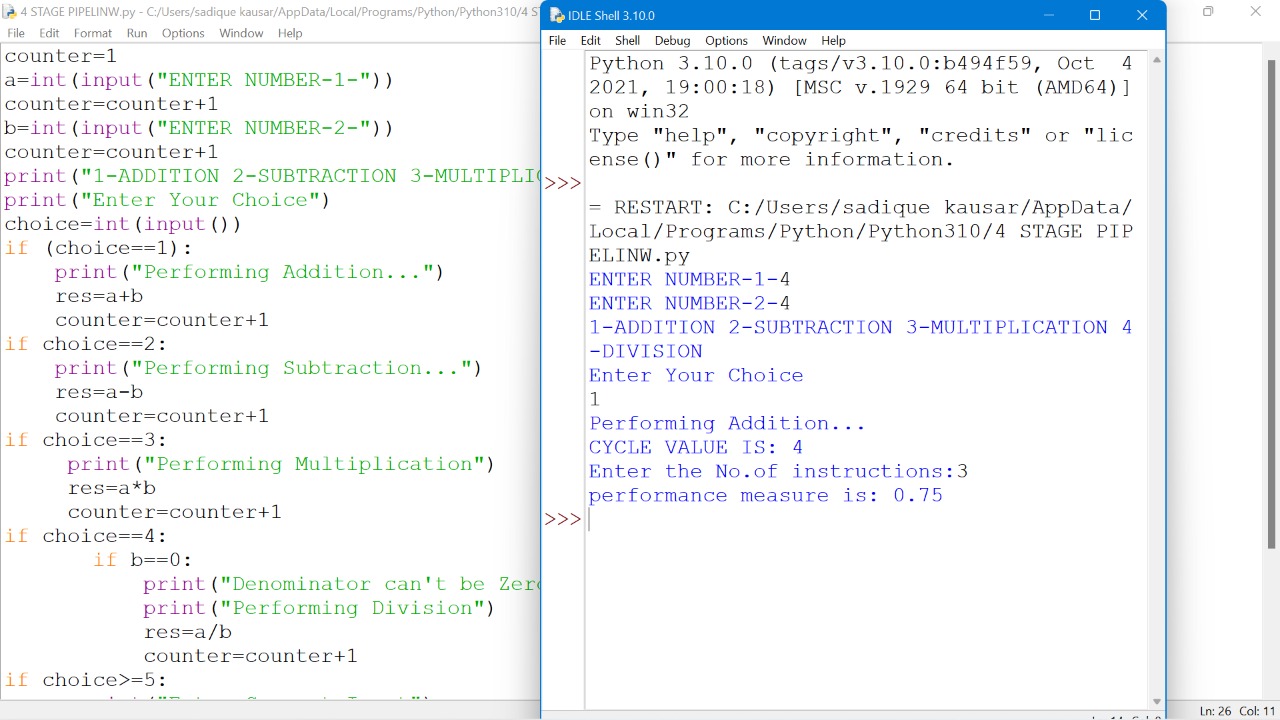 4 STAGE PIPELINW.py - C:/Users/sadique kausar/AppData/Local/Programs/Python/Python310/4 S
File Edit Format Run Options Window Help
counter=1
a=int(input("ENTER NUMBER-1-"))
counter=counter+1
b=int(input("ENTER NUMBER-2-"))
counter=counter+1
print("1-ADDITION 2-SUBTRACTION 3-MULTIPLIC
print("Enter Your Choice")
choice=int(input())
if (choice==1):
print("Performing Addition...")
res=a+b
counter=counter+1
if choice==2:
print("Performing Subtraction...")
res=a-b
counter=counter+1
if choice==3:
print("Performing Multiplication")
res=a*b
counter=counter+1
if choice==4:
if b==0:
print("Denominator can't be Zero
print("Performing Division")
res=a/b
counter=counter+1
if choice>=5:
IDLE Shell 3.10.0
File Edit Shell Debug Options Window Help
Python 3.10.0 (tags/v3.10.0:b494f59, Oct 4
2021, 19:00:18) [MSC v.1929 64 bit (AMD64)]
on win32
Type "help", "copyright", "credits" or "lic
ense()" for more information.
>>>
= RESTART: C:/Users/sadique kausar/AppData/
Local/Programs/Python/Python310/4 STAGE PIP
ELINW.py
ENTER NUMBER-1-4
ENTER NUMBER-2-4
1-ADDITION 2-SUBTRACTION 3-MULTIPLICATION 4
-DIVISION
Enter Your Choice
1
Performing Addition...
CYCLE VALUE IS: 4
Enter the No.of instructions:3
performance measure is: 0.75
>>>
Ln: 26 Col: 11